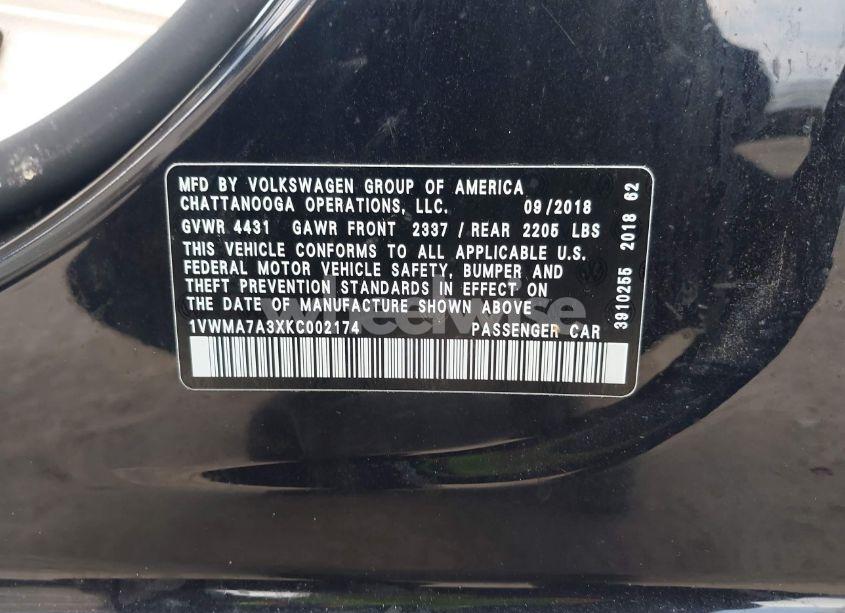 MFD BY VOLKSWAGEN GROUP OF AMERICA
CHATTANOOGA OPERATIONS, LLC. 09/2018
GVWR 4431 GAWR FRONT 2337 / REAR 2205 LBS
THIS VEHICLE CONFORMS TO ALL APPLICABLE U.S.
FEDERAL MOTOR VEHICLE SAFETY, BUMPER AND
THEFT PREVENTION STANDARDS IN EFFECT ON
THE DATE OF MANUFACTURE SHOWN ABOVE
1VWMA7A3XKC002174 PASSENGER CAR
3910255 2018 62
wheelwise